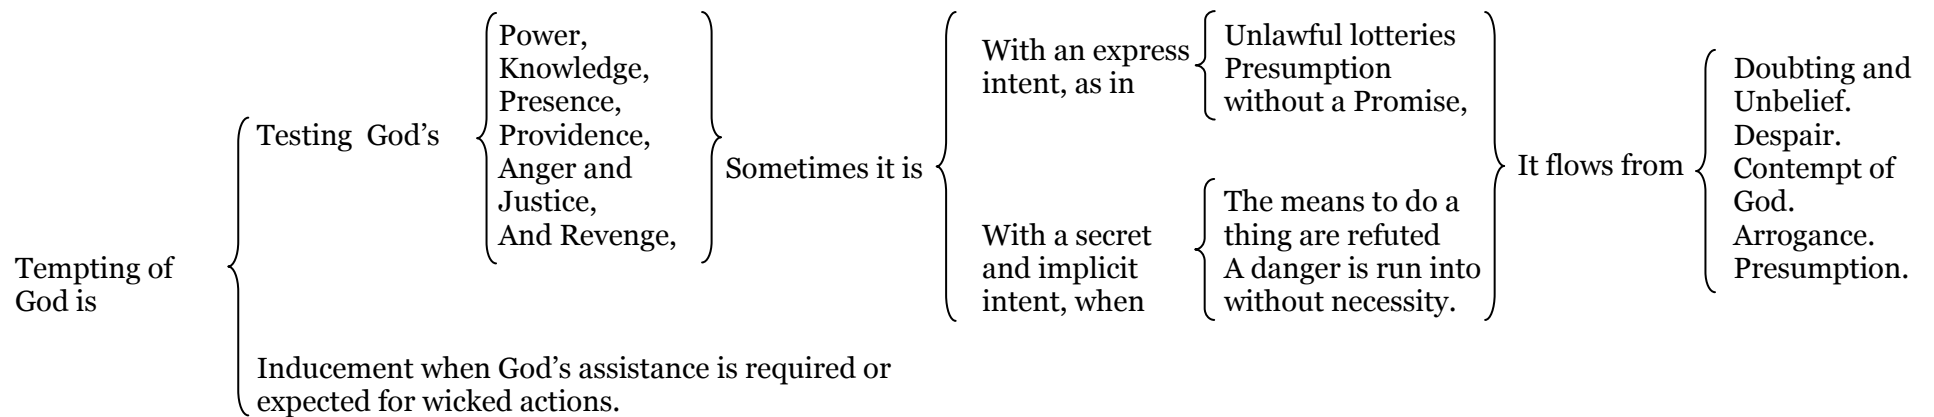 Tempting of
God is
Testing God's
Power,
Knowledge,
Presence,
Providence,
Anger and
Justice,
And Revenge,
Sometimes it is
With an express
intent, as in
Unlawful lotteries
Presumption
without a Promise,
With a secret
and implicit
intent, when
The means to do a
thing are refuted
A danger is run into
without necessity.
It flows from
Doubting and
Unbelief.
Despair.
Contempt of
God.
Arrogance.
Presumption.
Inducement when God's assistance is required or
expected for wicked actions.